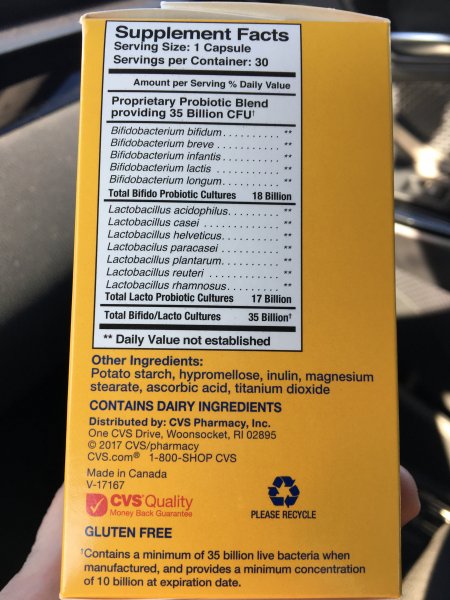 Supplement Facts
Serving Size: 1 Capsule
Servings per Container: 30
Amount per Serving % Daily Value
Proprietary Probiotic Blend
providing 35 Billion CFU†
Bifidobacterium bifidum.......... **
Bifidobacterium breve ........... **
Bifidobacterium infantis ......... **
Bifidobacterium lactis ........... **
Bifidobacterium longum.......... **
Total Bifido Probiotic Cultures 18 Billion
Lactobacillus acidophilus......... **
Lactobacillus casei .............. **
Lactobacillus helveticus.......... **
Lactobacillus paracasei .......... **
Lactobacillus plantarum.......... **
Lactobacillus reuteri ............ **
Lactobacillus rhamnosus......... **
Total Lacto Probiotic Cultures 17 Billion
Total Bifido/Lacto Cultures 35 Billion†
** Daily Value not established
Other Ingredients:
Potato starch, hypromellose, inulin, magnesium
stearate, ascorbic acid, titanium dioxide
CONTAINS DAIRY INGREDIENTS
Distributed by: CVS Pharmacy, Inc.
One CVS Drive, Woonsocket, RI 02895
© 2017 CVS/pharmacy
CVS.com® 1-800-SHOP CVS
Made in Canada
V-17167
CVS Quality
Money Back Guarantee
PLEASE RECYCLE
GLUTEN FREE
†Contains a minimum of 35 billion live bacteria when
manufactured, and provides a minimum concentration
of 10 billion at expiration date.